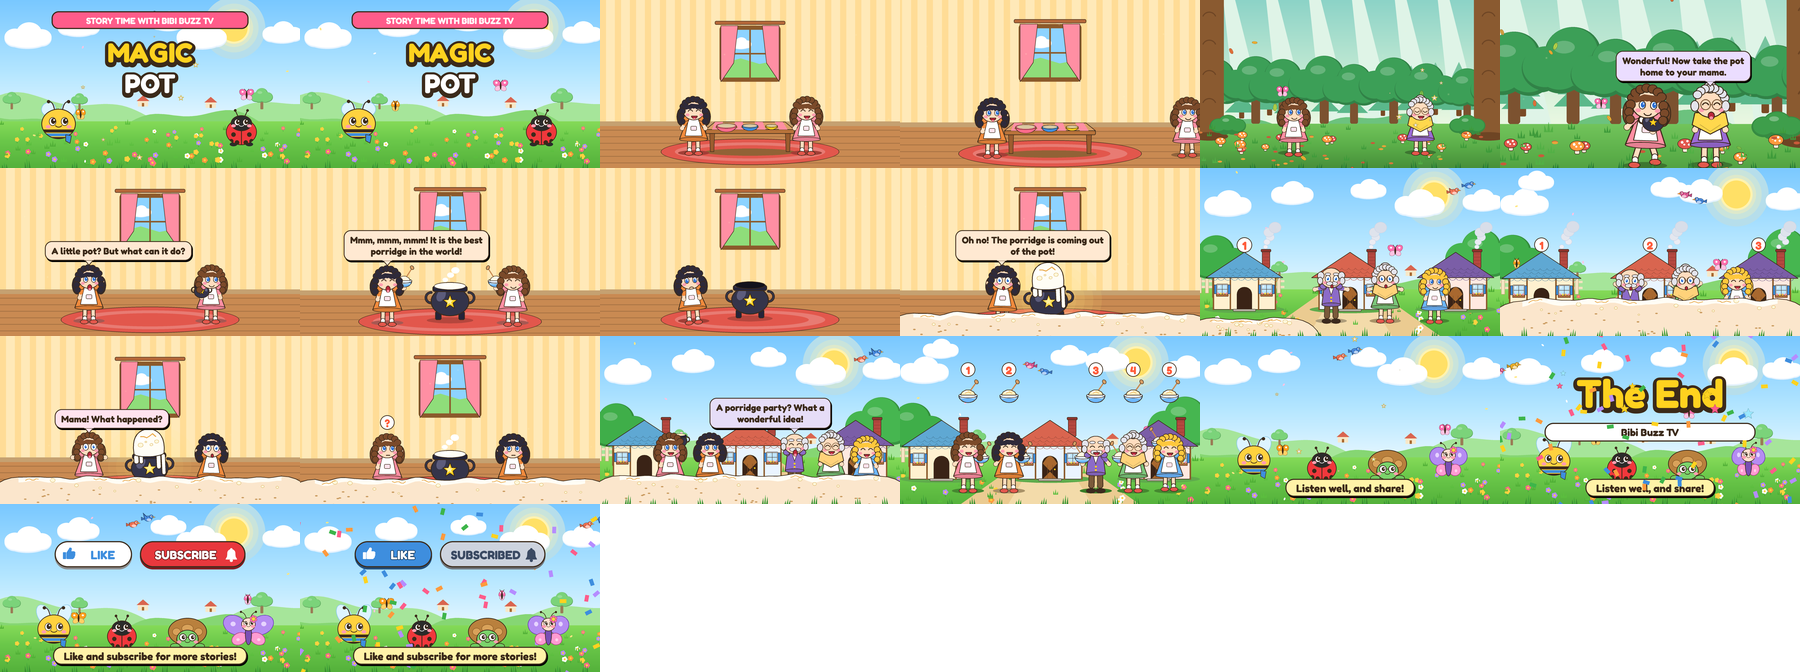 STORY TIME WITH BIBI BUZZ TV
MAGIC
POT
STORY TIME WITH BIBI BUZZ TV
MAGIC
POT
Wonderful! Now take the pot
home to your mama.
A little pot? But what can it do?
Mmm, mmm, mmm! It is the best
porridge in the world!
Oh no! The porridge is coming out
of the pot!
1
1
2
3
Mama! What happened?
?
A porridge party? What a
wonderful idea!
1
2
3
4
5
Listen well, and share!
The End
Bibi Buzz TV
Listen well, and share!
LIKE
SUBSCRIBE
Like and subscribe for more stories!
LIKE
SUBSCRIBED
Like and subscribe for more stories!